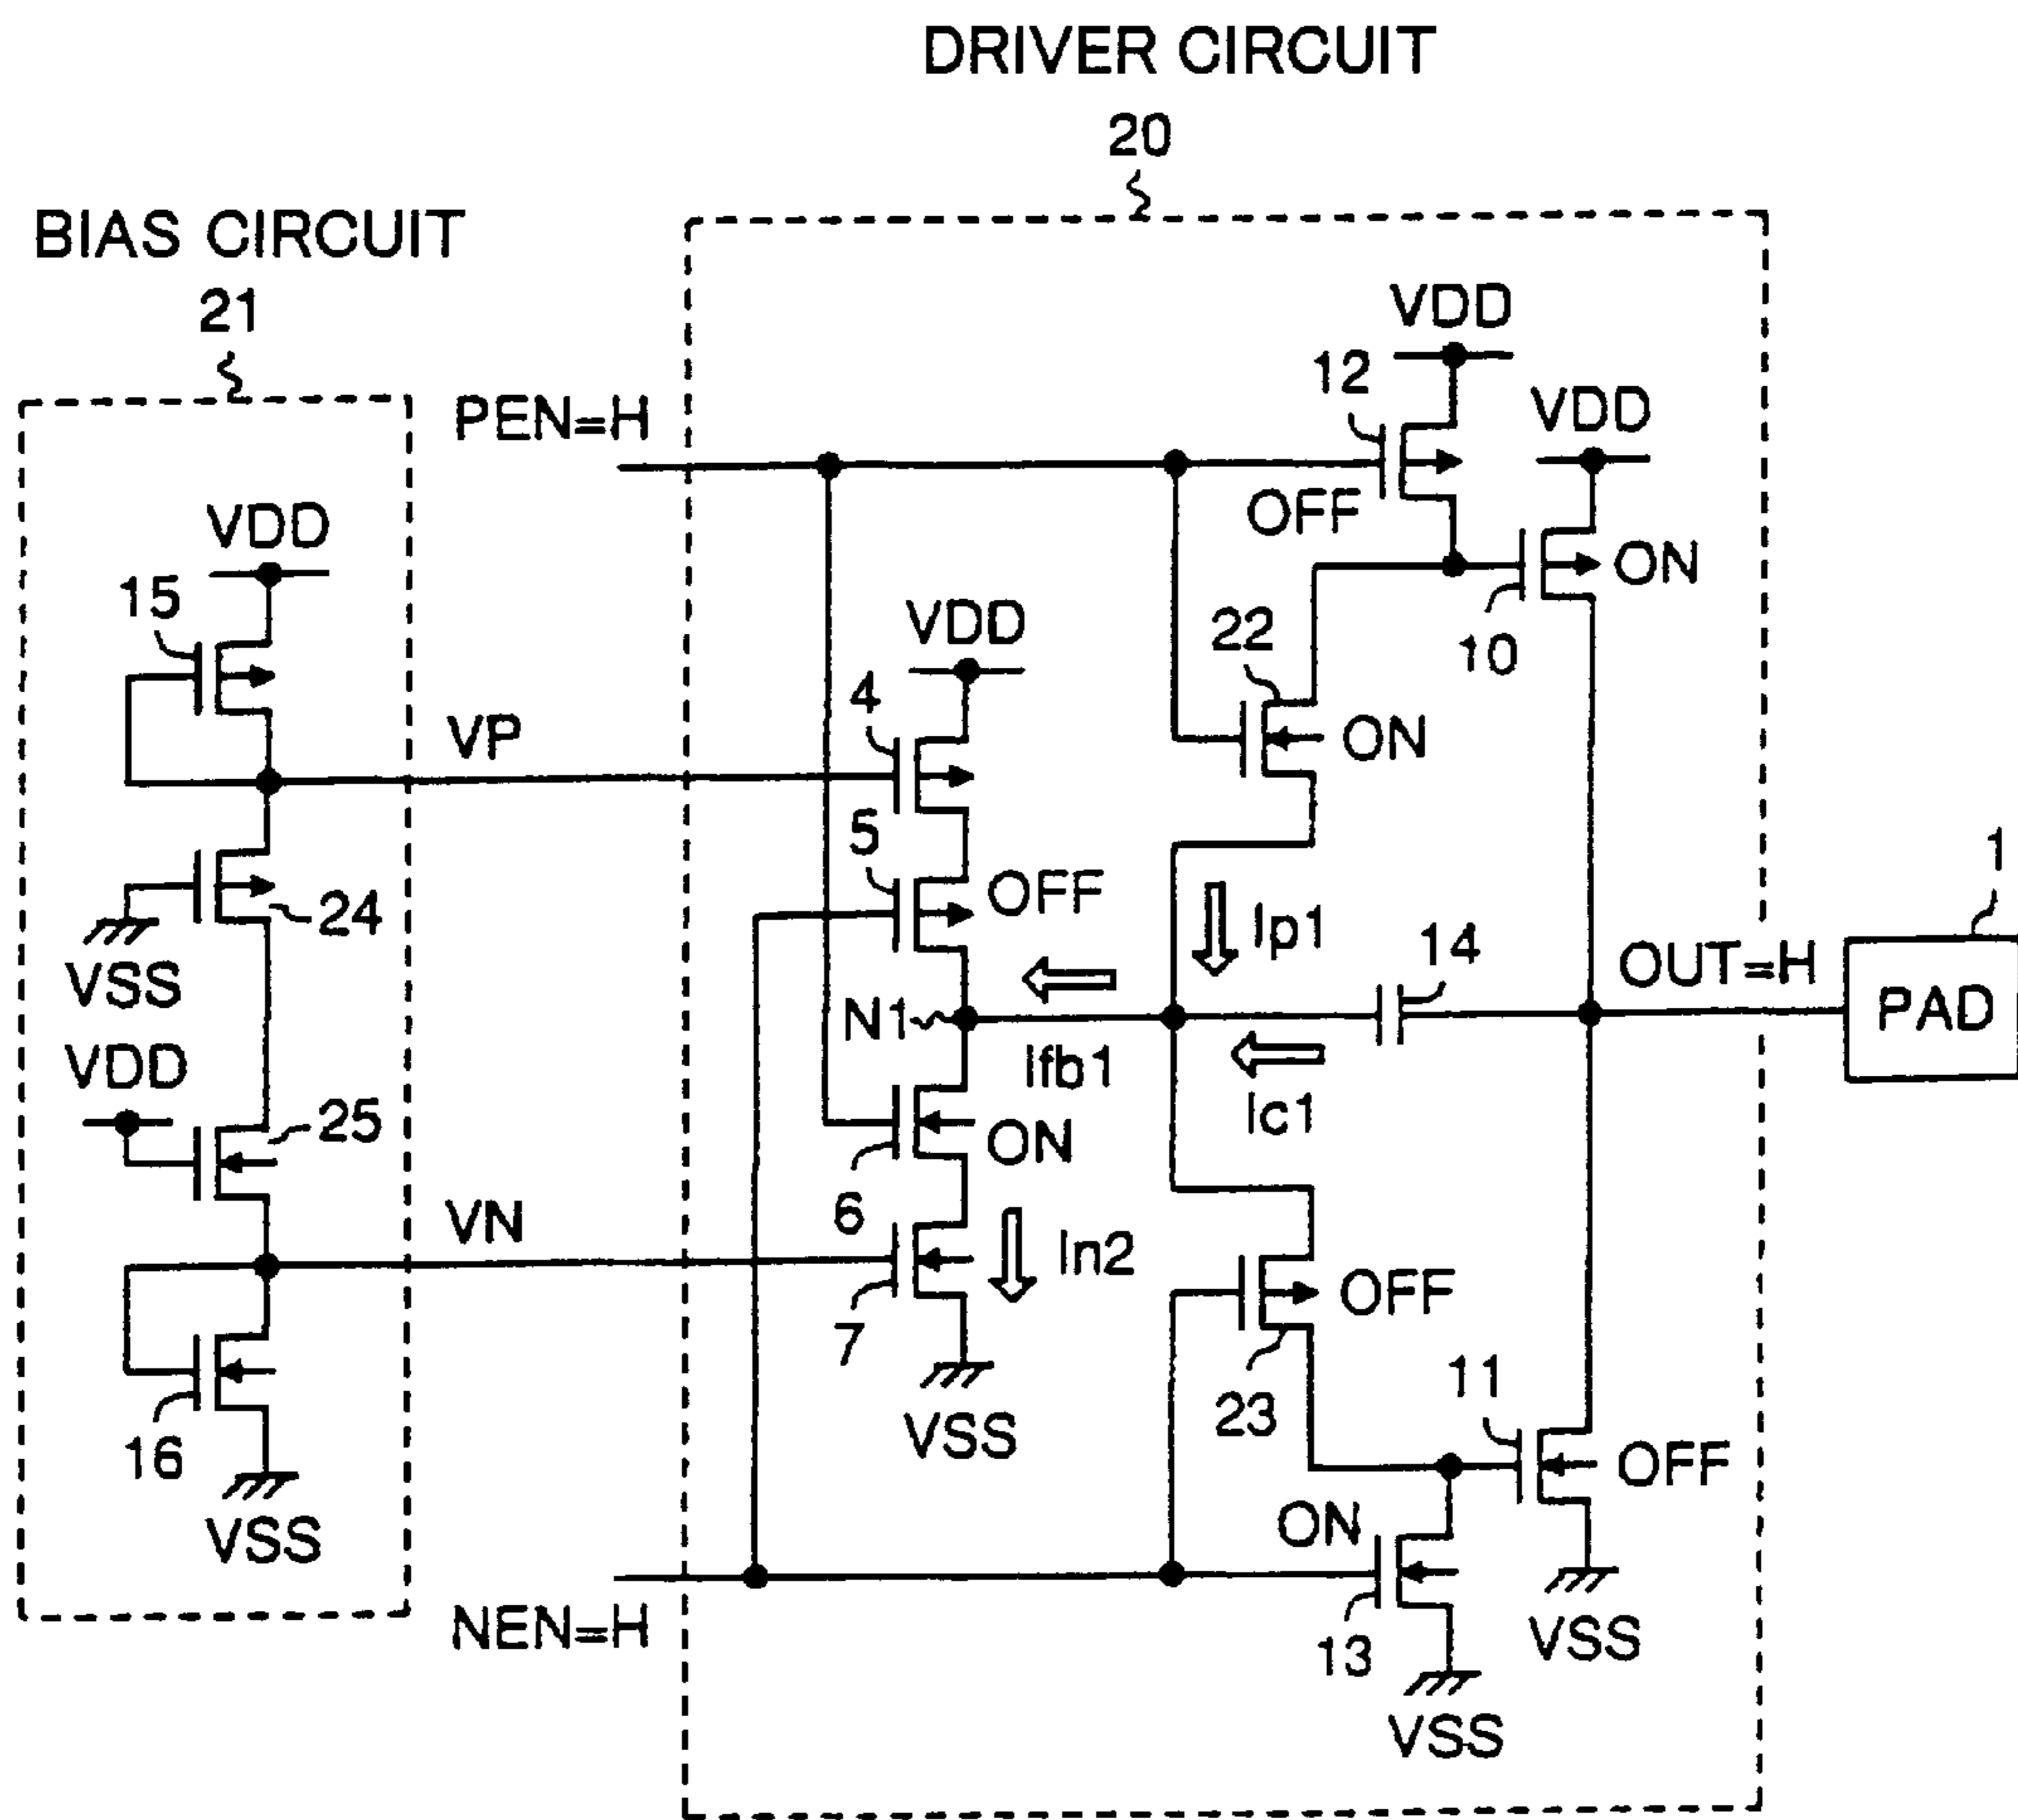 DRIVER CIRCUIT
20
BIAS CIRCUIT
21
VDD
12
PEN=H
VDD
OFF
VDD
ON
15
22
10
VDD
4
VP
ON
5
1
OFF
24
Ip1
14
OUT=H
VSS
PAD
N1
VDD
Ifb1
Ic1
25
ON
6
VN
In2
OFF
7
11
23
VSS
16
OFF
ON
VSS
NEN=H
13
VSS
VSS